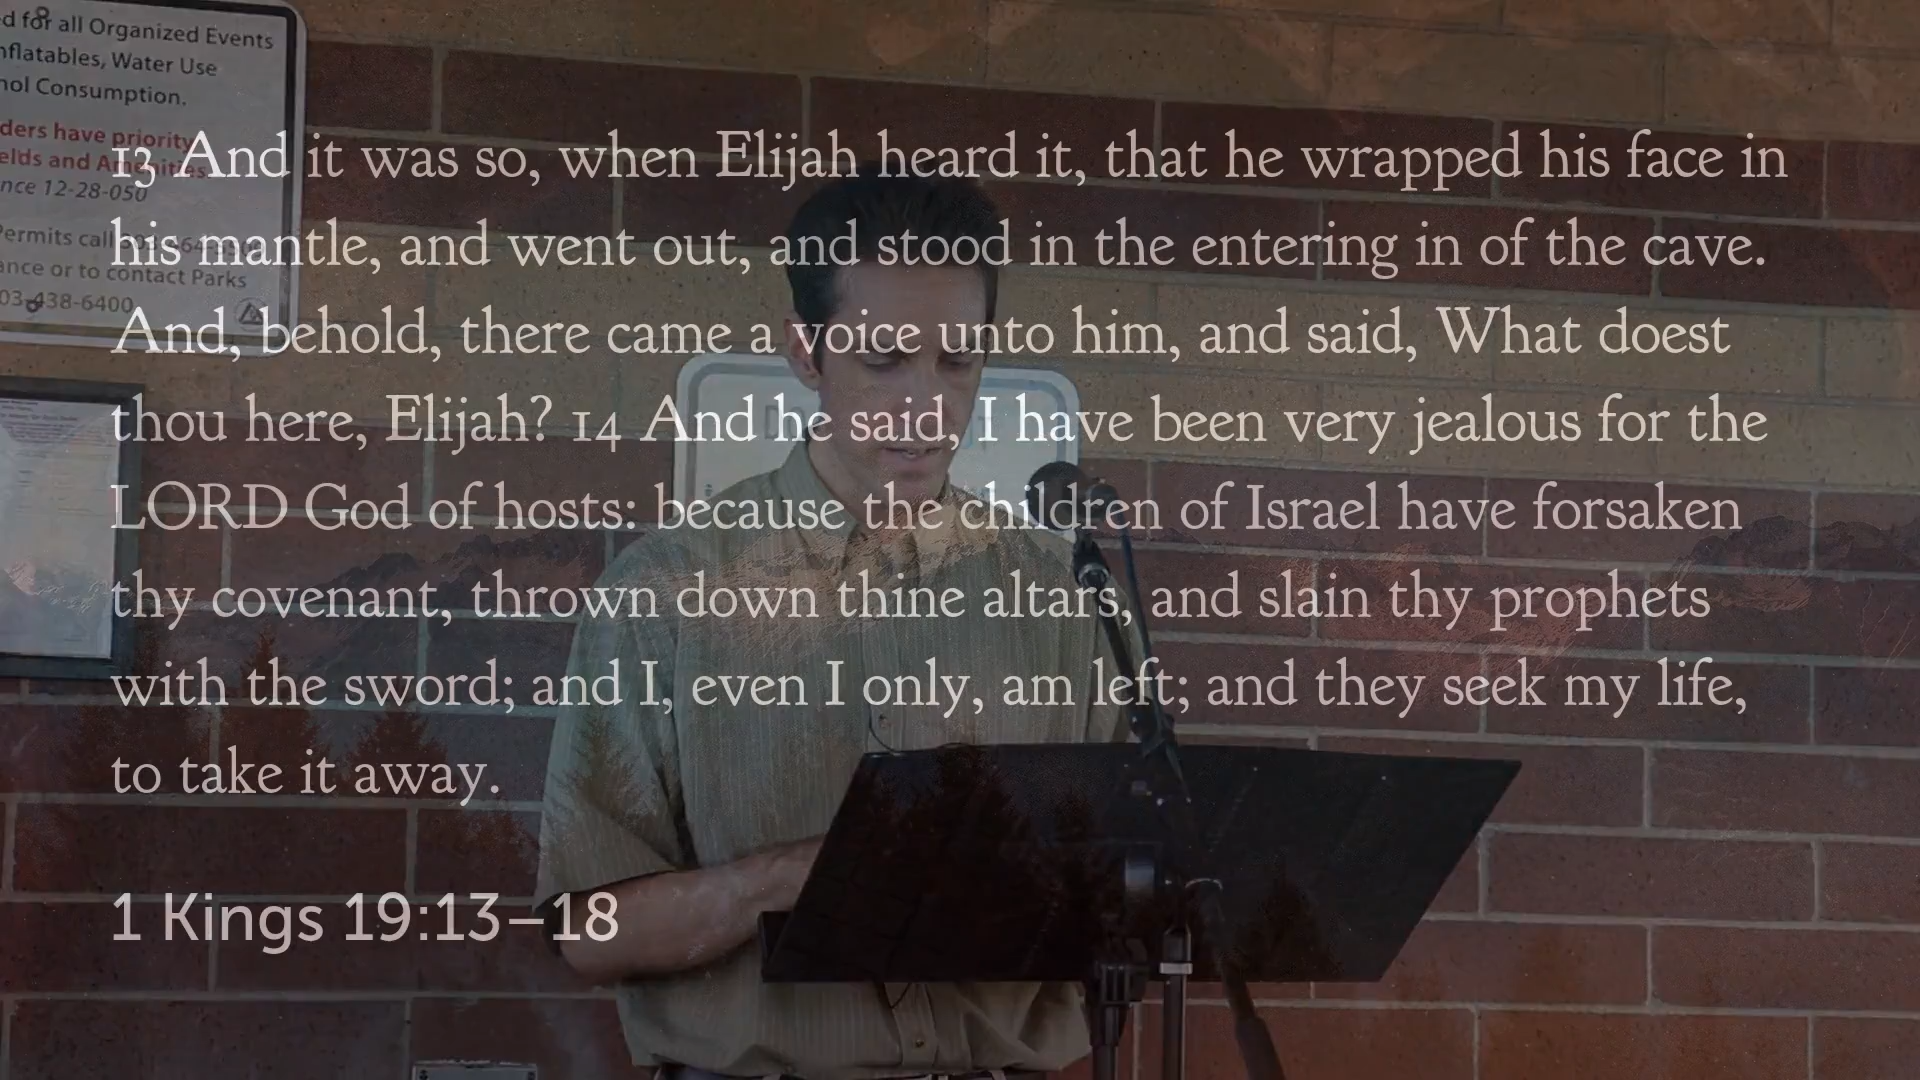 d for all Organized Events
nflatables, Water Use
hol Consumption.
ders have priority
elds and Amenities.
nce 12-28-050
Permits call
ance or to contact Parks
03-438-6400
13 And it was so, when Elijah heard it, that he wrapped his face in
his mantle, and went out, and stood in the entering in of the cave.
And, behold, there came a voice unto him, and said, What doest
thou here, Elijah? 14 And he said, I have been very jealous for the
LORD God of hosts: because the children of Israel have forsaken
thy covenant, thrown down thine altars, and slain thy prophets
with the sword; and I, even I only, am left; and they seek my life,
to take it away.
1 Kings 19:13–18